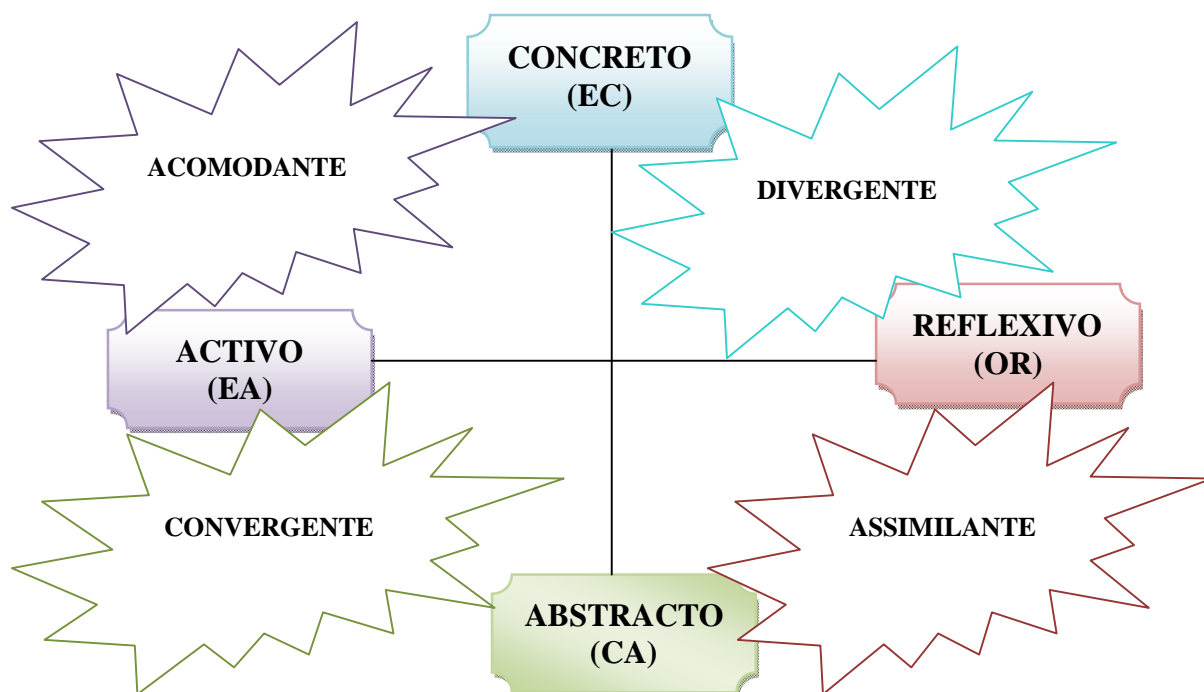 CONCRETO
(EC)
ACOMODANTE
DIVERGENTE
ACTIVO
(EA)
REFLEXIVO
(OR)
CONVERGENTE
ASSIMILANTE
ABSTRACTO
(CA)